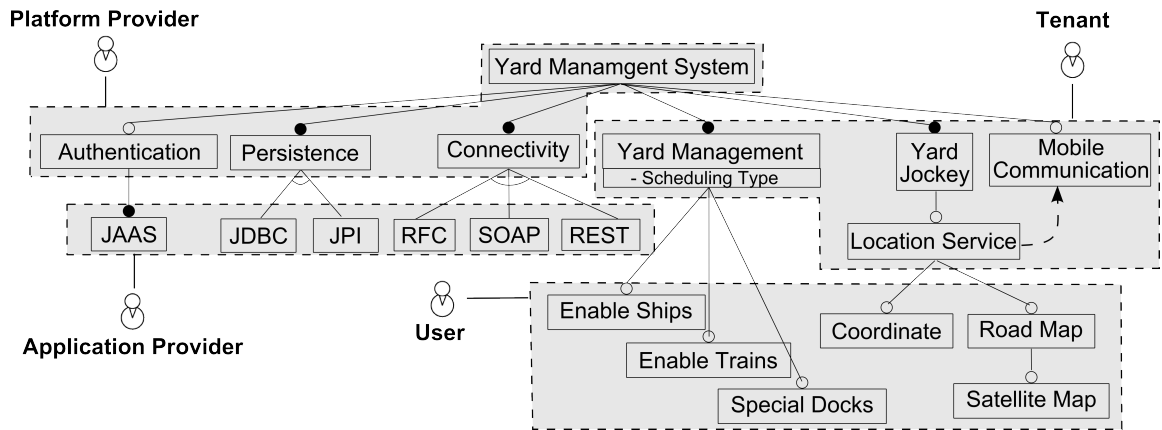 Platform Provider
Tenant
Yard Manamgent System
Authentication
Persistence
Connectivity
Yard Management
- Scheduling Type
Yard
Jockey
Mobile
Communication
JAAS
JDBC
JPI
RFC
SOAP
REST
Location Service
Application Provider
User
Enable Ships
Enable Trains
Special Docks
Coordinate
Road Map
Satellite Map